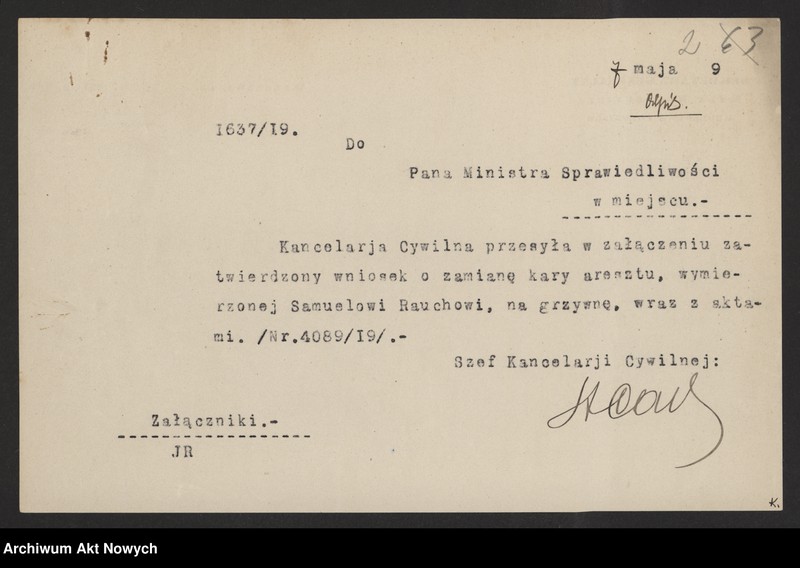 2 63
7 maja 9
1637/19.
Do
Pana Ministra Sprawiedliwości
w miejscu.-
Kancelarja Cywilna przesyła w załączeniu za-
twierdzony wniosek o zamianę kary aresztu, wymie-
rzonej Samuelowi Rauchowi, na grzywnę, wraz z akta-
mi. /Nr.4089/19/.-
Szef Kancelarji Cywilnej:
Załączniki.-
JR
K.
Archiwum Akt Nowych